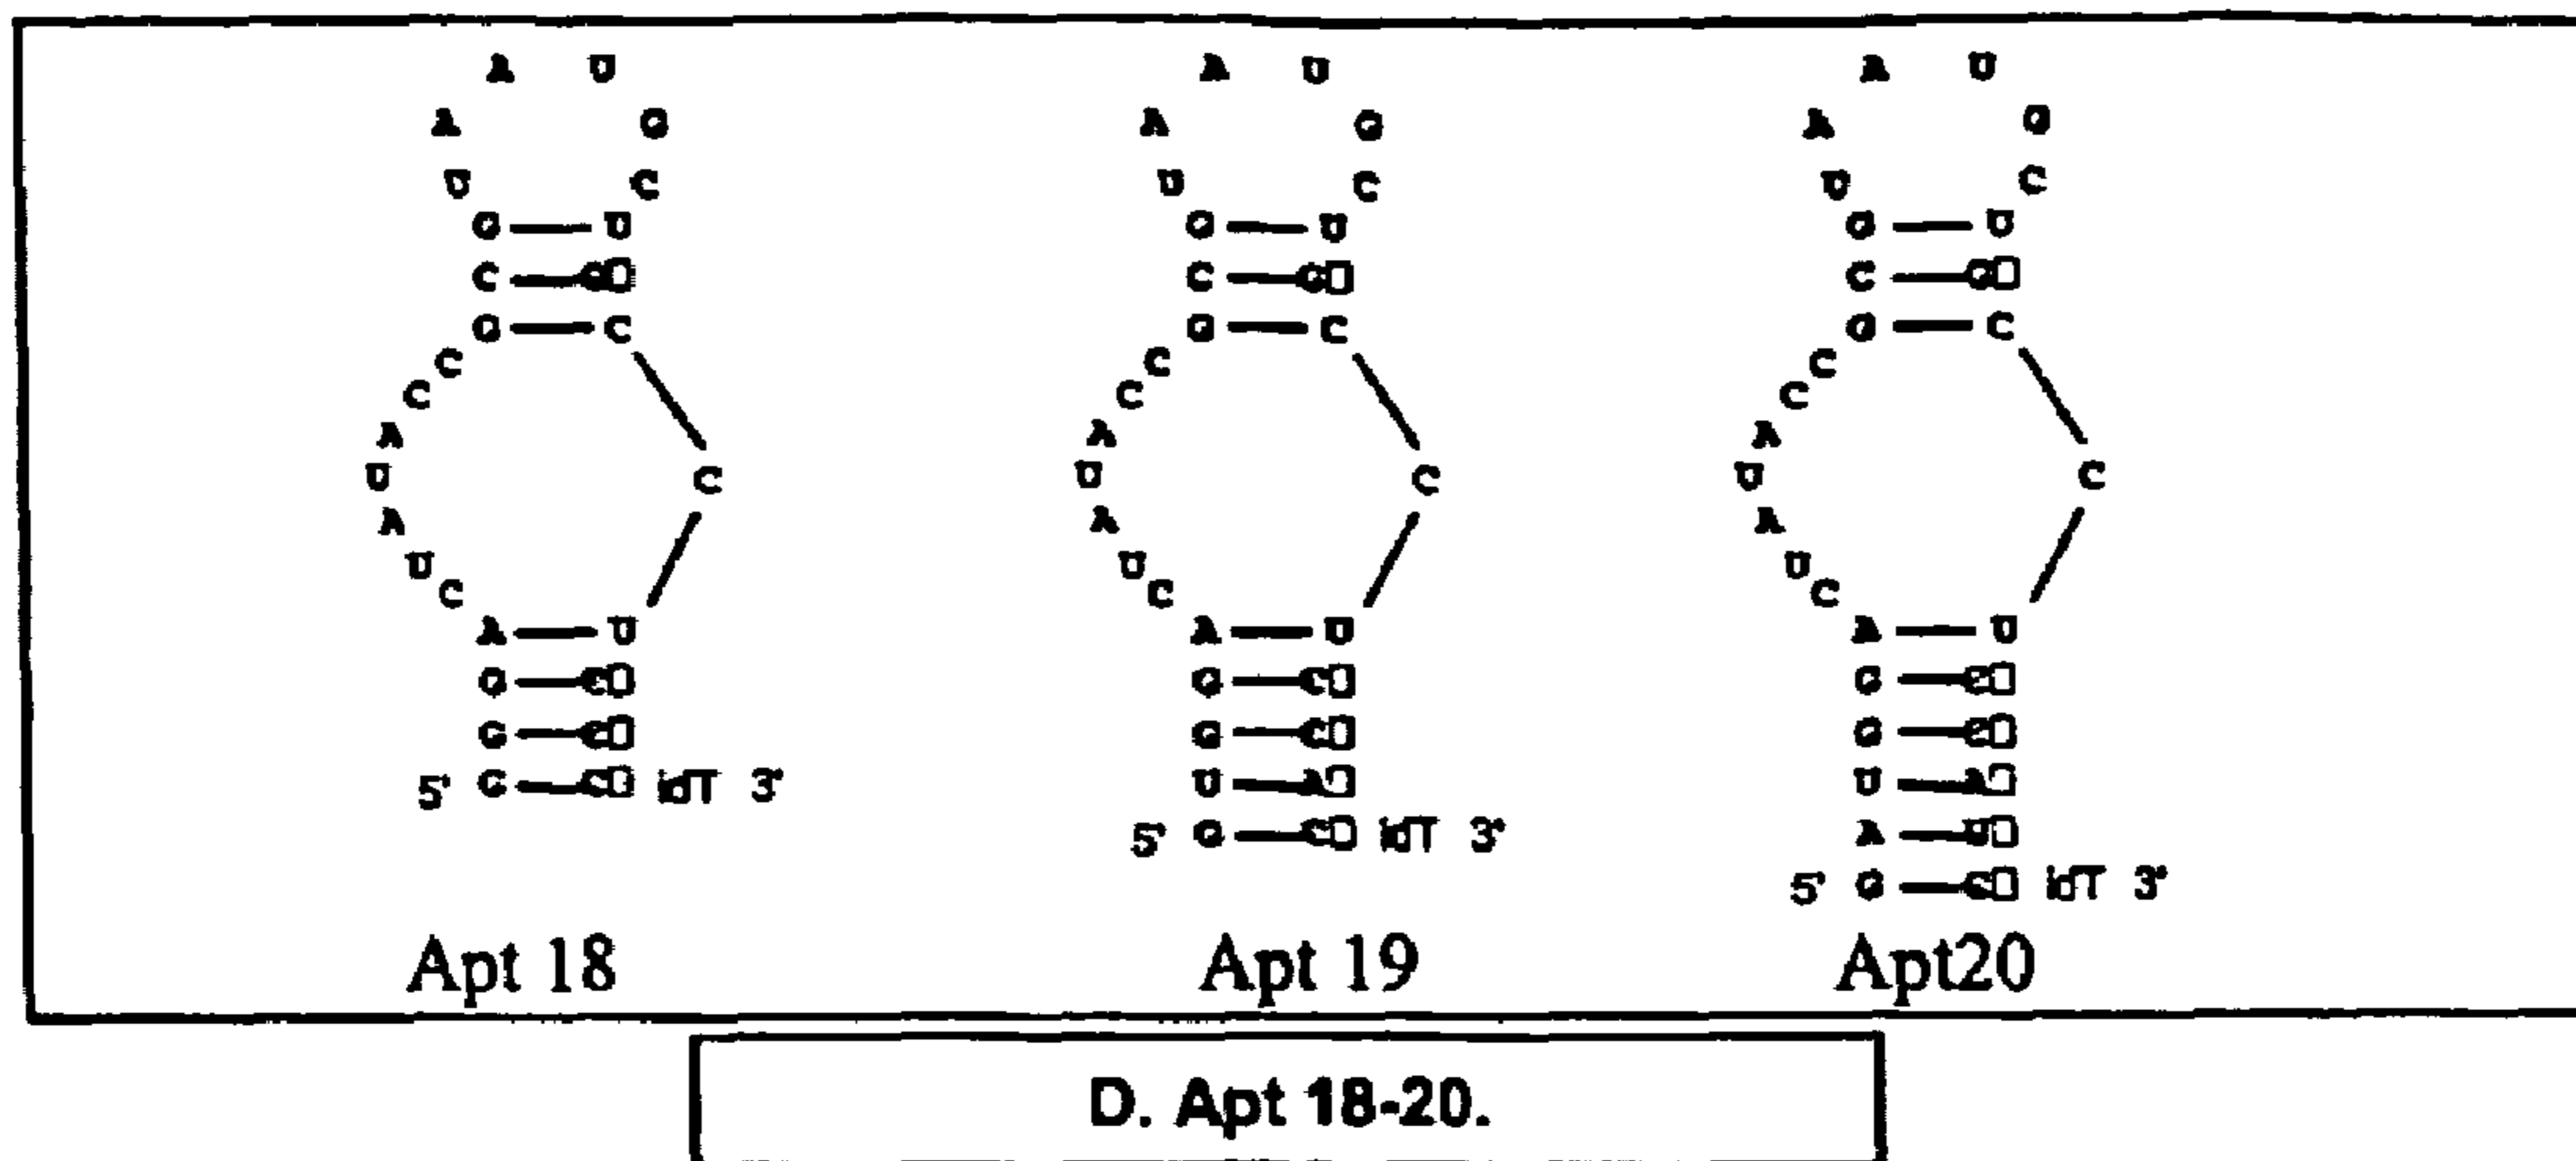 A U A U A U
A G A G A G
U C U C U C
G U G U G U
C G C G C G
G C G C G C
C C C
C C C
A A A
U C U C U C
A A A
U U U
C C C
A U A U A U
G C G C G C
G C G C G C
5' G C idT 3' U A U A
5' G C idT 3' A U
5' G C idT 3'
Apt 18 Apt 19 Apt20
D. Apt 18-20.